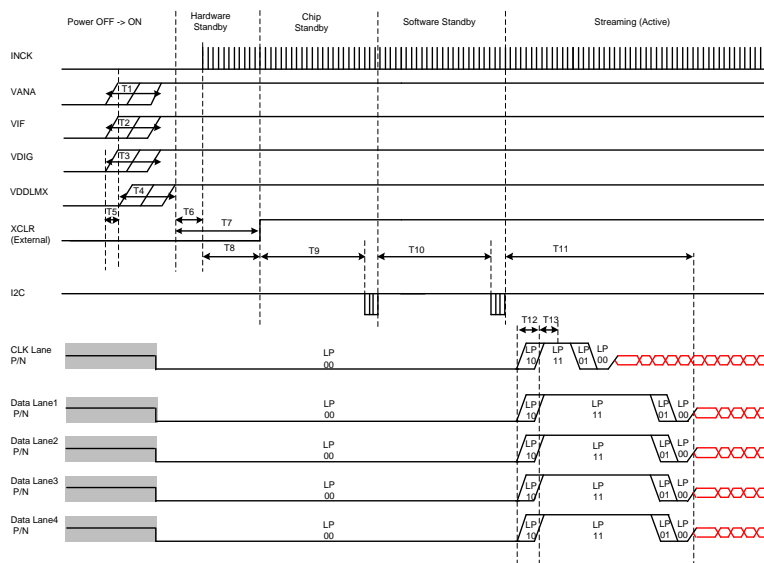 Power OFF -> ON
Hardware
Standby
Chip
Standby
Software Standby
Streaming (Active)
INCK
VANA
T1
VIF
T2
VDIG
T3
VDDLMX
T4
T5
T6
T7
XCLR
(External)
T8
T9
T10
T11
I2C
T12
T13
CLK Lane
P/N
LP
00
LP
10
LP
11
LP
01
LP
00
Data Lane1
P/N
LP
00
LP
10
LP
11
LP
01
LP
00
Data Lane2
P/N
LP
00
LP
10
LP
11
LP
01
LP
00
Data Lane3
P/N
LP
00
LP
10
LP
11
LP
01
LP
00
Data Lane4
P/N
LP
00
LP
10
LP
11
LP
01
LP
00